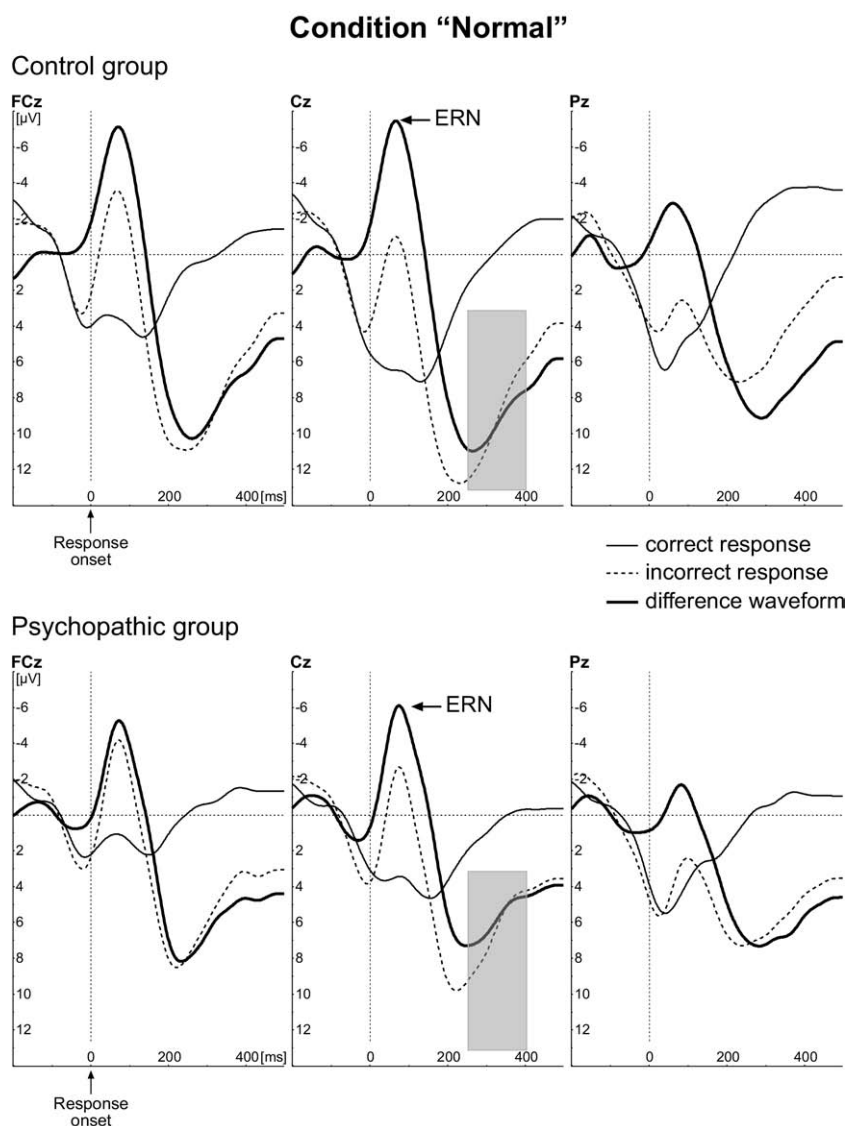 Condition “Normal”
Control group
FCz
[µV]
-6
-4
-2
2
4
6
8
10
12
0 200 400[ms]
Response
onset
Cz
ERN
-6
-4
-2
2
4
6
8
10
12
0 200 400
Pz
-6
-4
-2
2
4
6
8
10
12
0 200 400
correct response
incorrect response
difference waveform
Psychopathic group
FCz
[µV]
-6
-4
-2
2
4
6
8
10
12
0 200 400[ms]
Response
onset
Cz
ERN
-6
-4
-2
2
4
6
8
10
12
0 200 400
Pz
-6
-4
-2
2
4
6
8
10
12
0 200 400